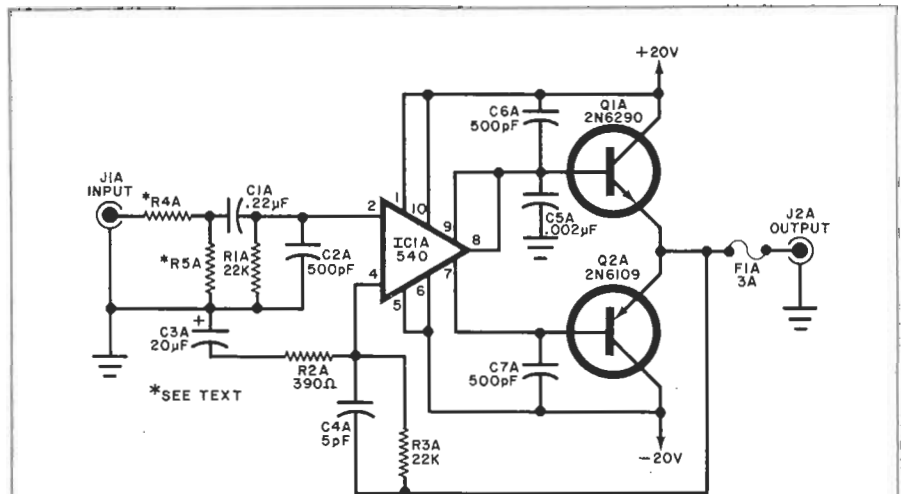 +20V
Q1A
2N6290
C6A
500pF
J1A
INPUT
*R4A
C1A
.22µF
1
10
2
9
8
C5A
.002µF
J2A
OUTPUT
IC1A
540
*R5A
R1A
22K
C2A
500pF
4
7
5
6
Q2A
2N6109
F1A
3A
+
C3A
20µF
R2A
390Ω
C7A
500pF
*SEE TEXT
C4A
5pF
R3A
22K
-20V